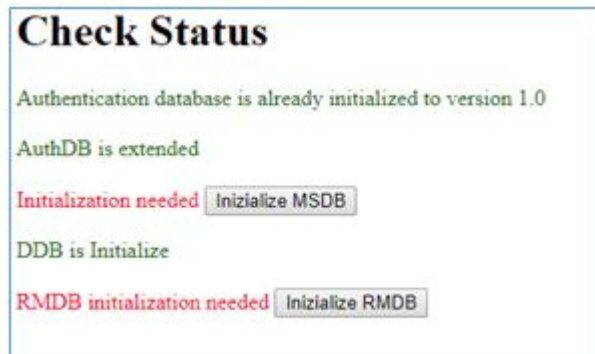 Check Status
Authentication database is already initialized to version 1.0
AuthDB is extended
Initialization needed Inizialize MSDB
DDB is Initialize
RMDB initialization needed Inizialize RMDB